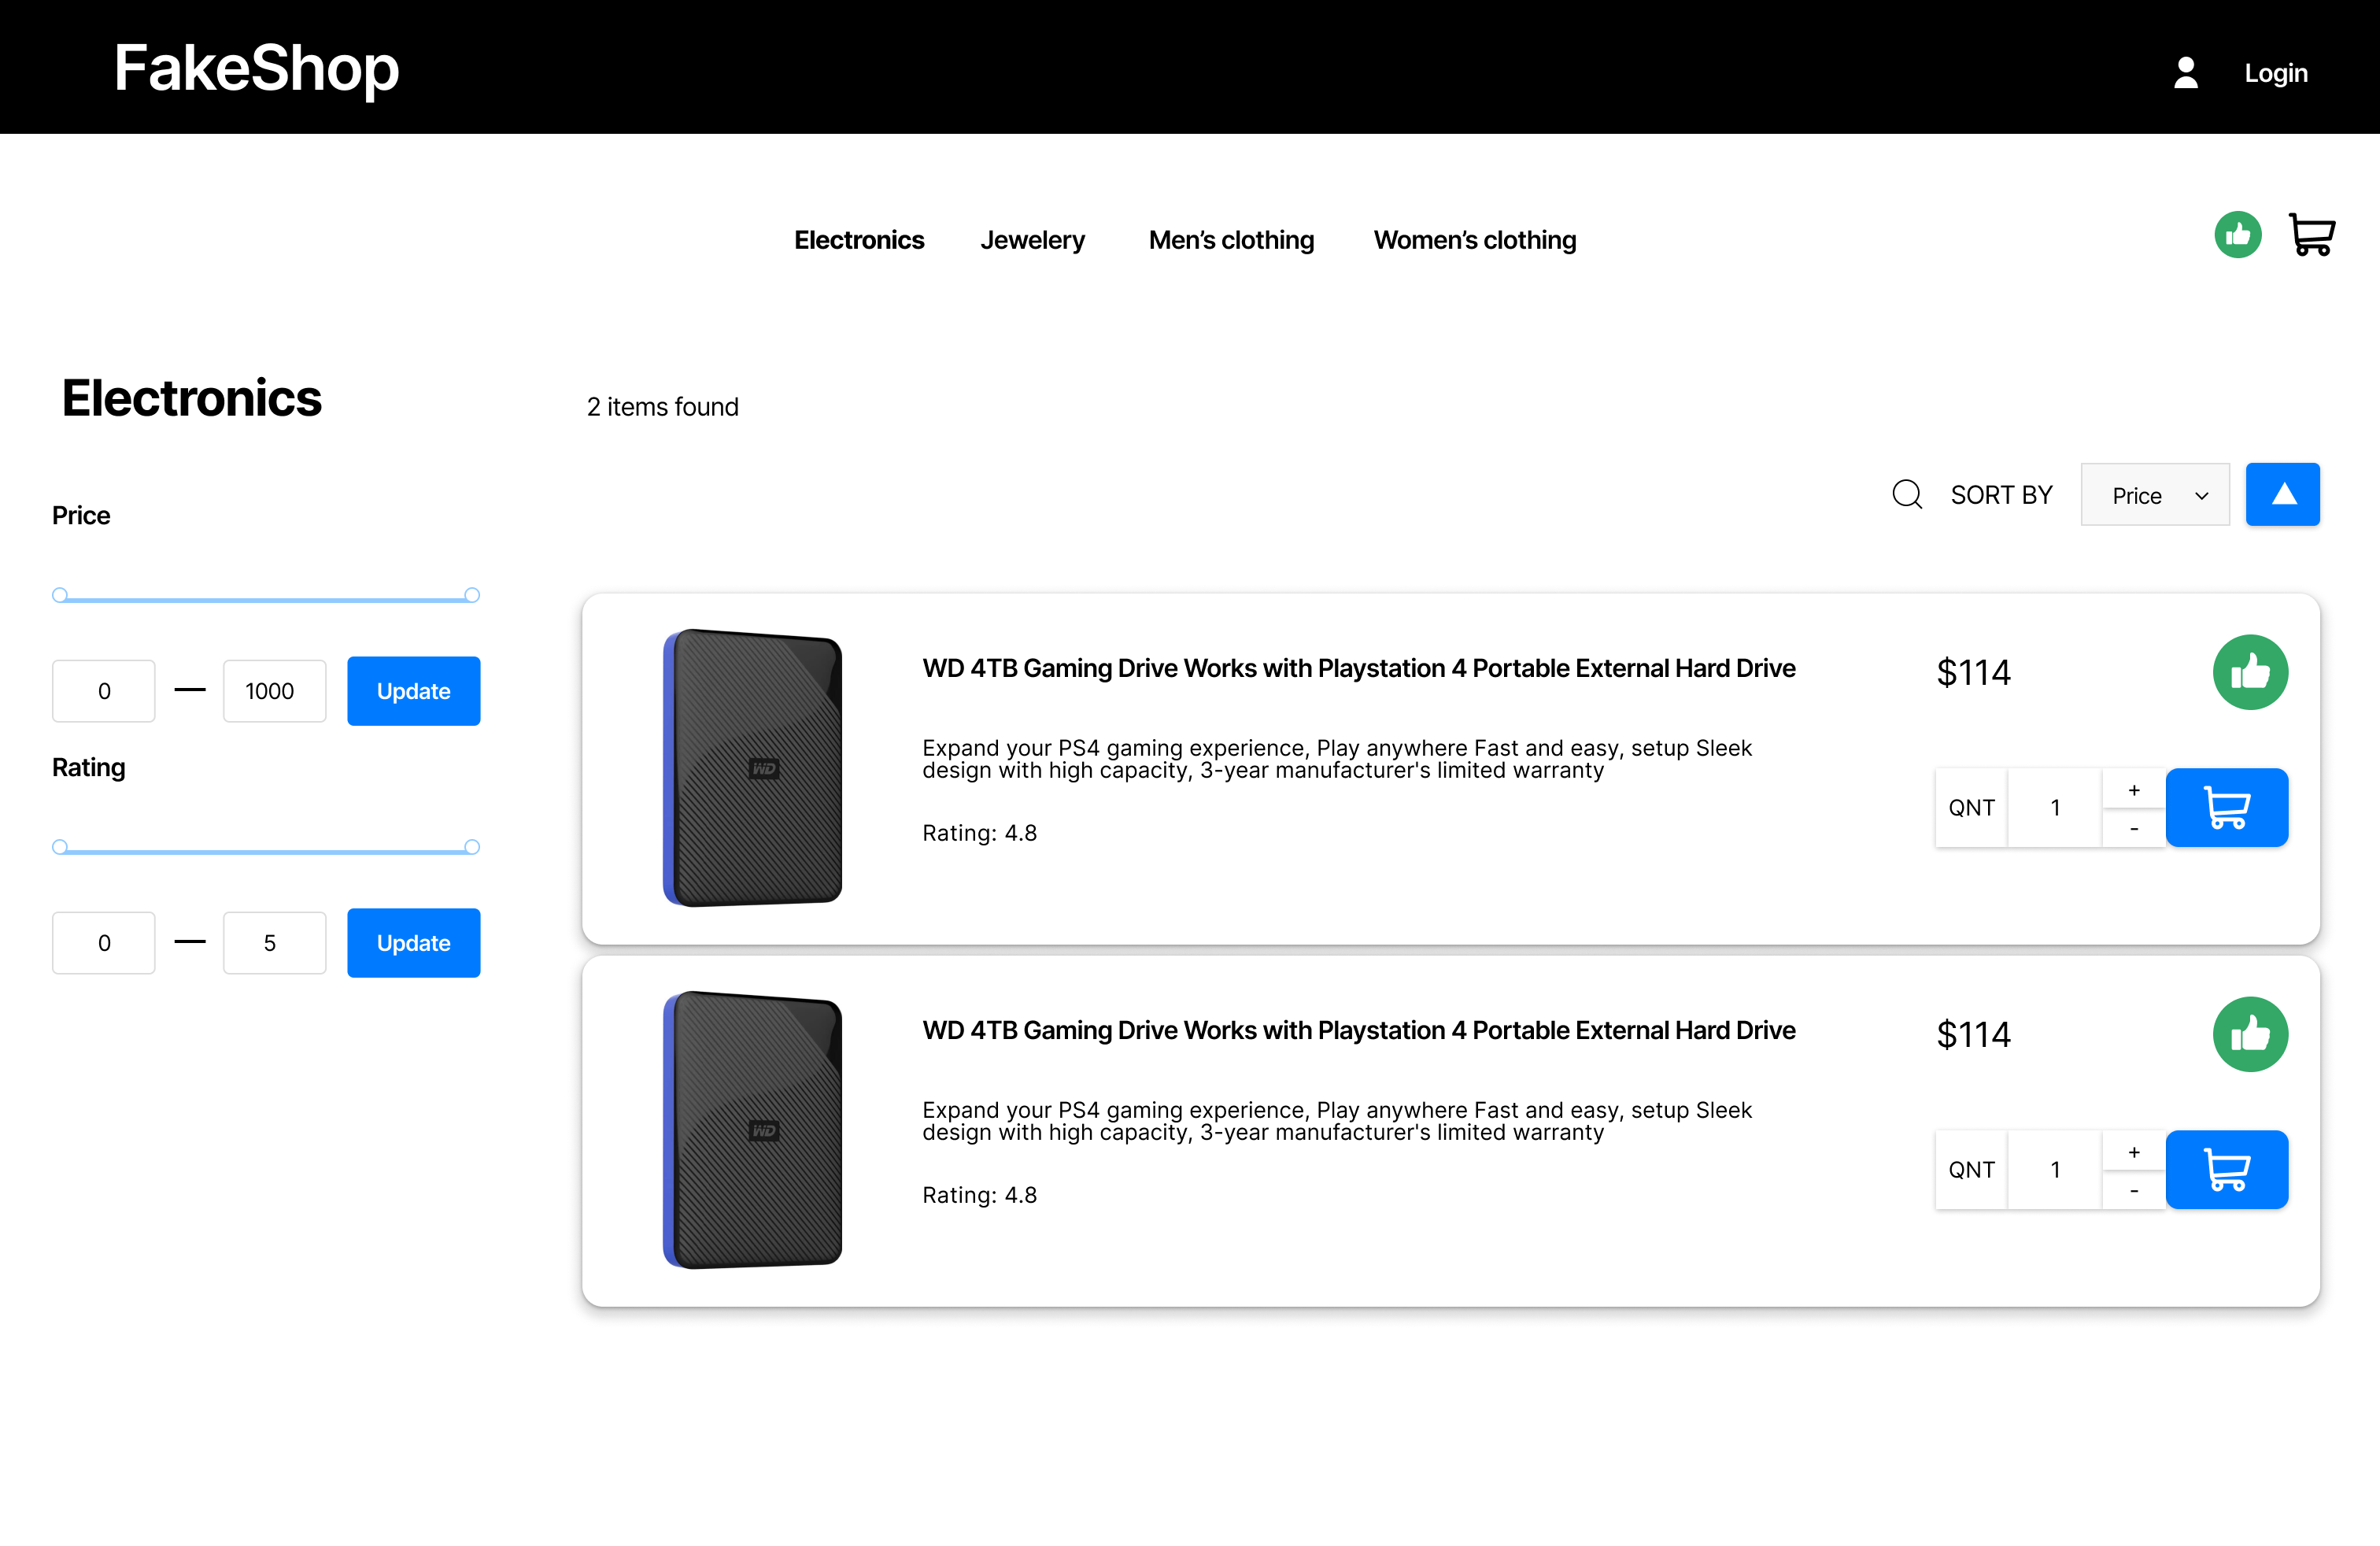 FakeShop
Login
Electronics
Jewelery
Men’s clothing
Women’s clothing
Electronics
2 items found
SORT BY
Price
Price
0
1000
Update
Rating
0
5
Update
WD 4TB Gaming Drive Works with Playstation 4 Portable External Hard Drive
$114
Expand your PS4 gaming experience, Play anywhere Fast and easy, setup Sleek
design with high capacity, 3-year manufacturer's limited warranty
Rating: 4.8
QNT
1
+
-
WD
WD 4TB Gaming Drive Works with Playstation 4 Portable External Hard Drive
$114
Expand your PS4 gaming experience, Play anywhere Fast and easy, setup Sleek
design with high capacity, 3-year manufacturer's limited warranty
Rating: 4.8
QNT
1
+
-
WD